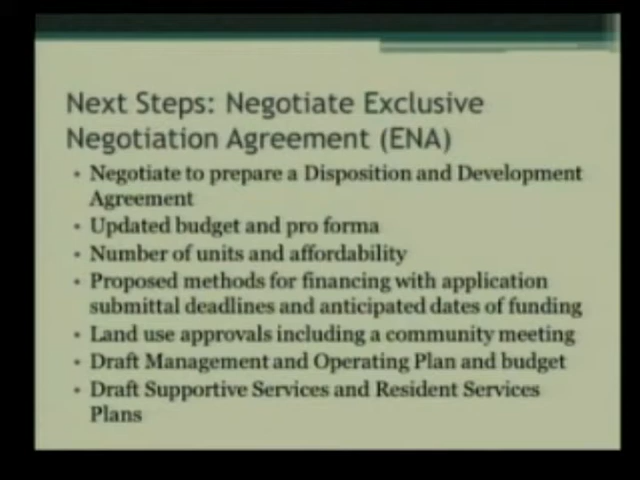 Next Steps: Negotiate Exclusive
Negotiation Agreement (ENA)
• Negotiate to prepare a Disposition and Development
Agreement
• Updated budget and pro forma
• Number of units and affordability
• Proposed methods for financing with application
submittal deadlines and anticipated dates of funding
• Land use approvals including a community meeting
• Draft Management and Operating Plan and budget
• Draft Supportive Services and Resident Services
Plans